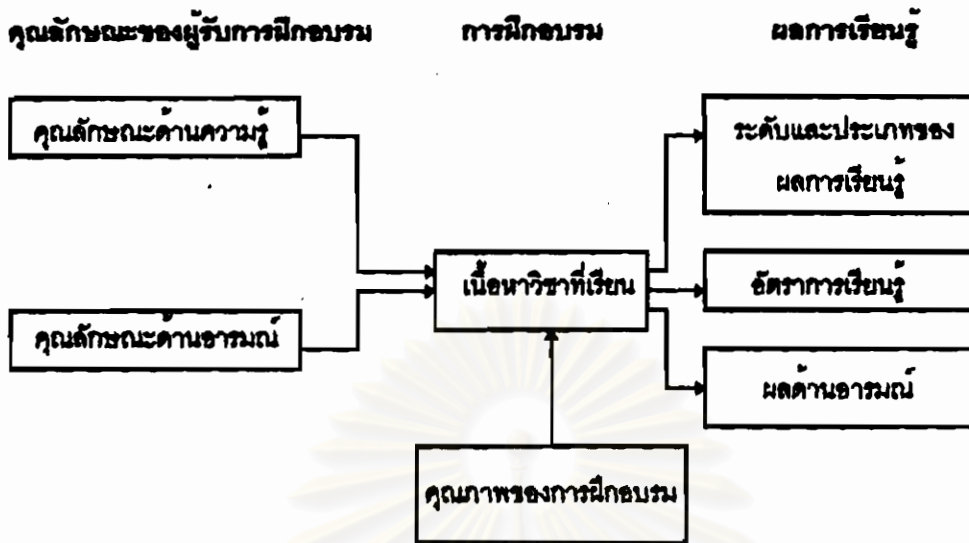 คุณลักษณะของผู้รับการฝึกอบรม
การฝึกอบรม
ผลการเรียนรู้
คุณลักษณะด้านความรู้
ระดับและประเภทของ
ผลการเรียนรู้
เนื้อหาวิชาที่เรียน
อัตราการเรียนรู้
คุณลักษณะด้านอารมณ์
ผลด้านอารมณ์
คุณภาพของการฝึกอบรม